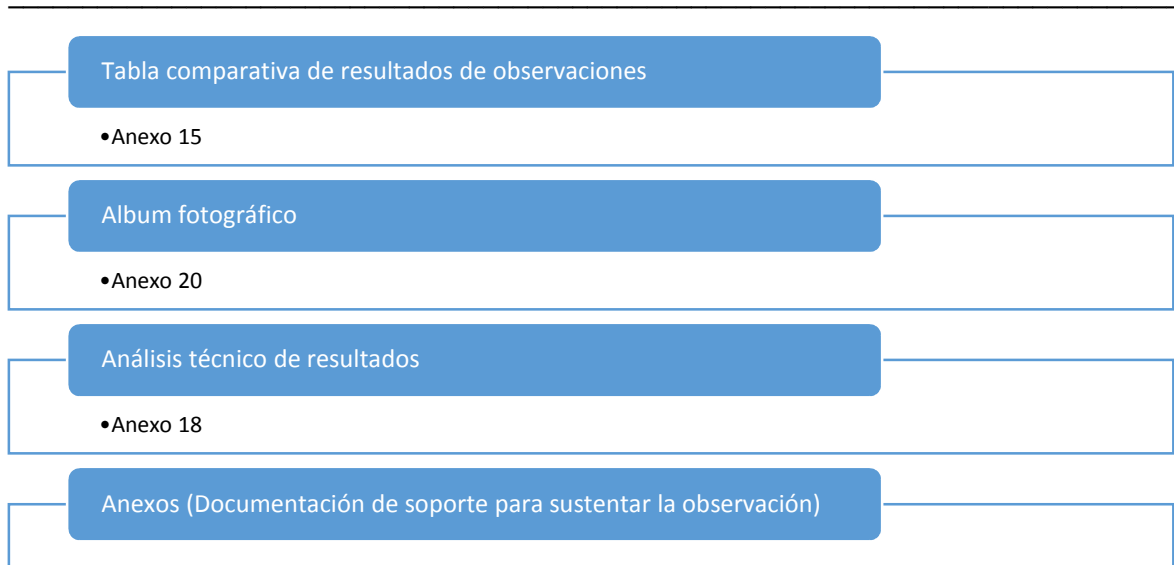 Tabla comparativa de resultados de observaciones
•Anexo 15
Album fotográfico
•Anexo 20
Análisis técnico de resultados
•Anexo 18
Anexos (Documentación de soporte para sustentar la observación)